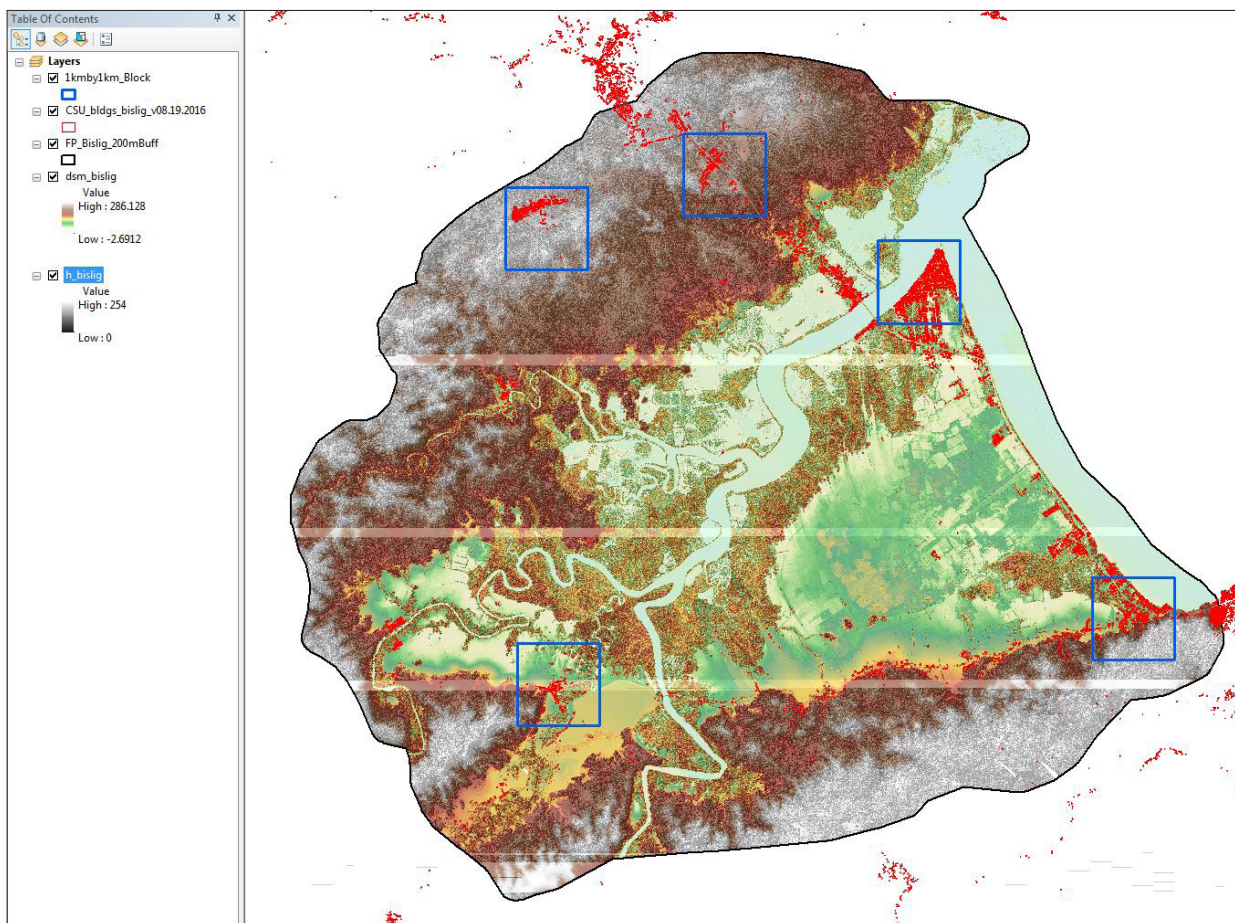 Table Of Contents
Layers
1kmby1km_Block
CSU_bldgs_bislig_v08.19.2016
FP_Bislig_200mBuff
dsm_bislig
Value
High : 286.128
Low : -2.6912
h_bislig
Value
High : 254
Low : 0